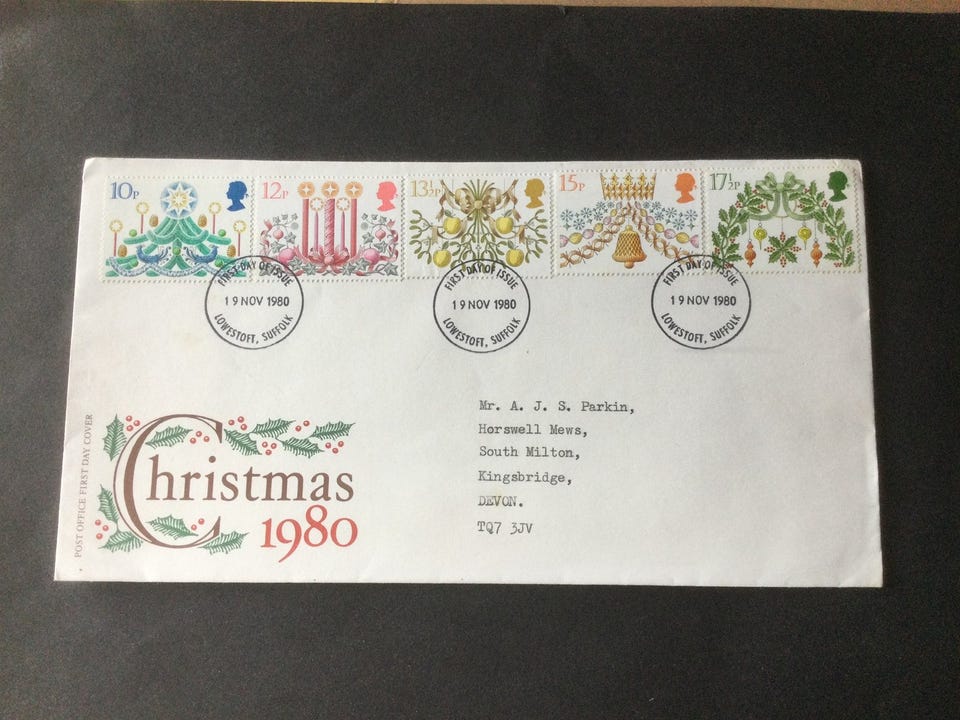 10P
12P
13½P
15P
17½P
FIRST DAY OF ISSUE
19 NOV 1980
LOWESTOFT, SUFFOLK
FIRST DAY OF ISSUE
19 NOV 1980
LOWESTOFT, SUFFOLK
FIRST DAY OF ISSUE
19 NOV 1980
LOWESTOFT, SUFFOLK
Mr. A. J. S. Parkin,
Horswell Mews,
South Milton,
Kingsbridge,
DEVON.
TQ7 3JV
POST OFFICE FIRST DAY COVER
Christmas
1980